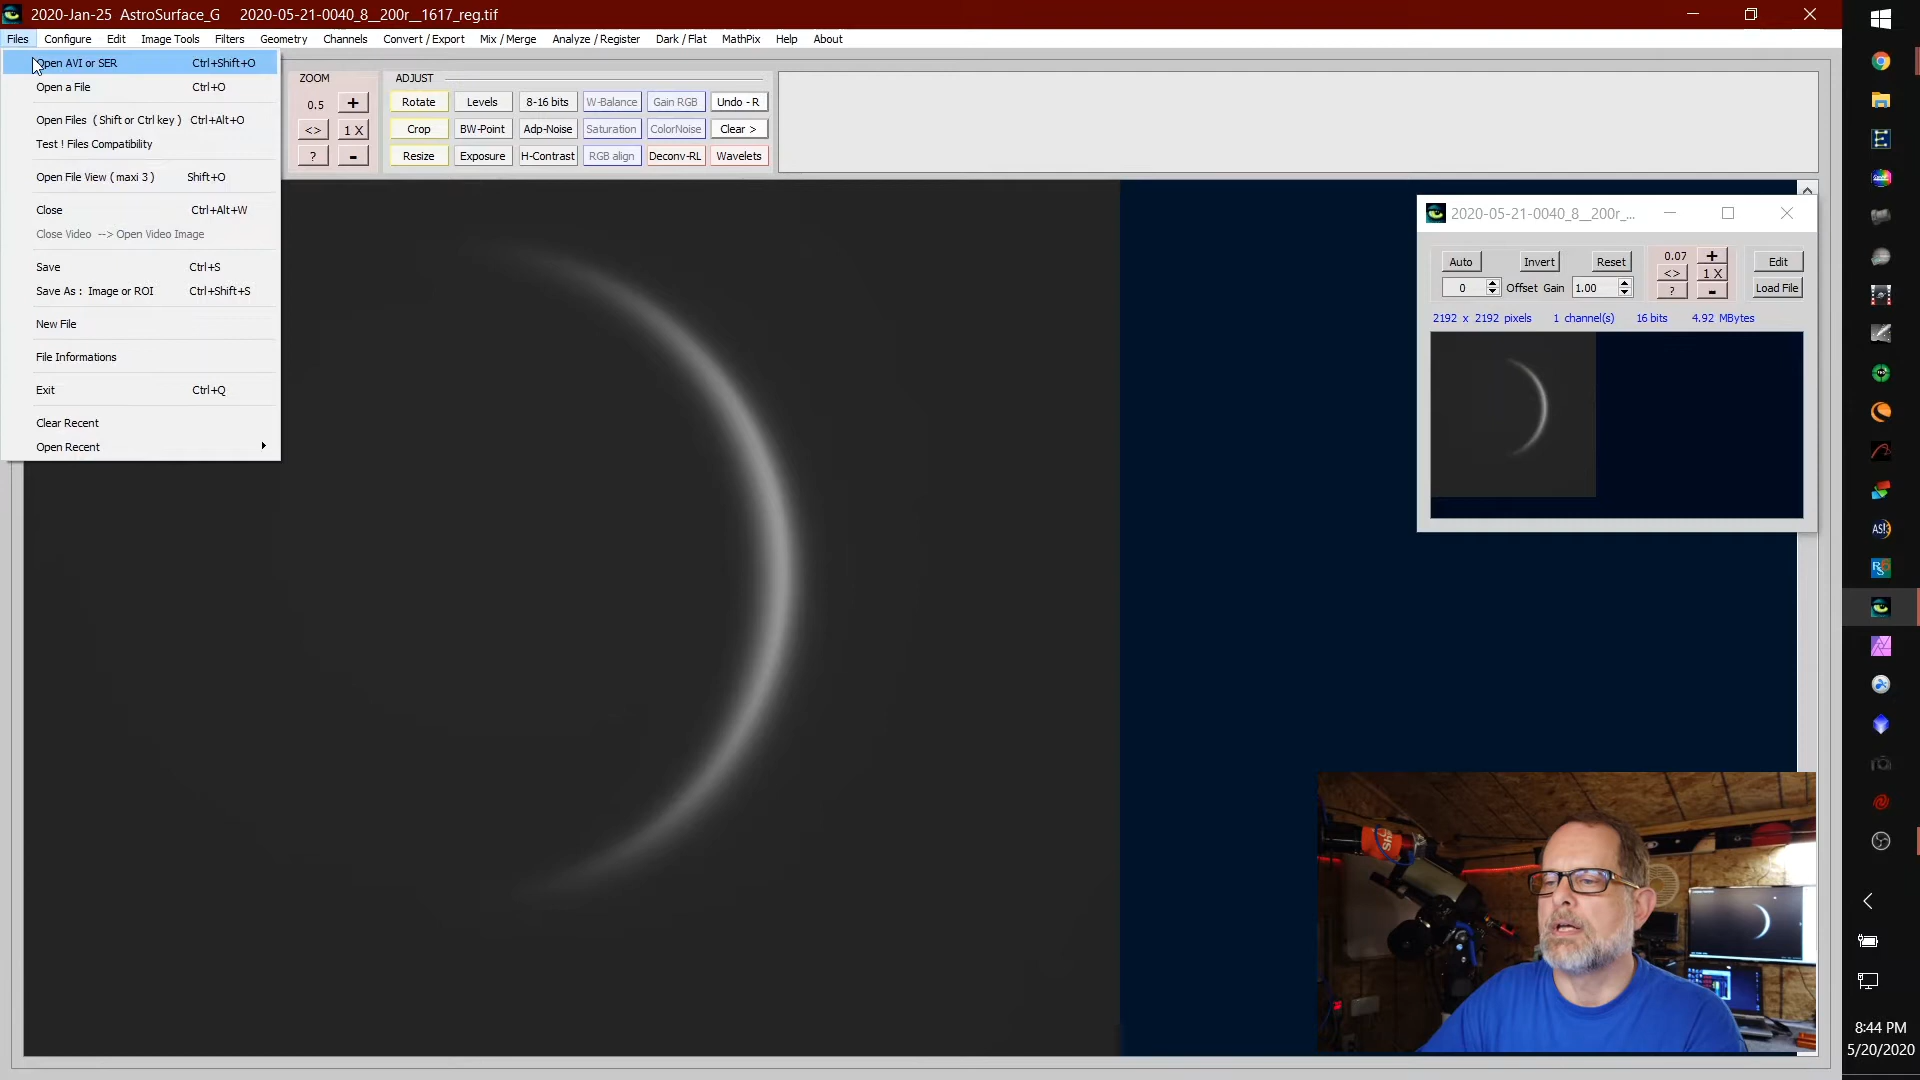 2020-Jan-25 AstroSurface_G 2020-05-21-0040_8__200r__1617_reg.tif
Files Configure Edit Image Tools Filters Geometry Channels Convert / Export Mix / Merge Analyze / Register Dark / Flat MathPix Help About
Open AVI or SER Ctrl+Shift+O
Open a File Ctrl+O
Open Files ( Shift or Ctrl key ) Ctrl+Alt+O
Test ! Files Compatibility
Open File View ( maxi 3 ) Shift+O
Close Ctrl+Alt+W
Close Video --> Open Video Image
Save Ctrl+S
Save As : Image or ROI Ctrl+Shift+S
New File
File Informations
Exit Ctrl+Q
Clear Recent
Open Recent
ZOOM
0.5 +
<> 1 X
? -
ADJUST
Rotate Levels 8-16 bits W-Balance Gain RGB Undo - R
Crop BW-Point Adp-Noise Saturation ColorNoise Clear >
Resize Exposure H-Contrast RGB align Deconv-RL Wavelets
2020-05-21-0040_8__200r_...
Auto Invert Reset 0.07 + Edit
<> 1 X
0 Offset Gain 1.00 ? - Load File
2192 x 2192 pixels 1 channel(s) 16 bits 4.92 MBytes
AS!3
RS6
8:44 PM
5/20/2020